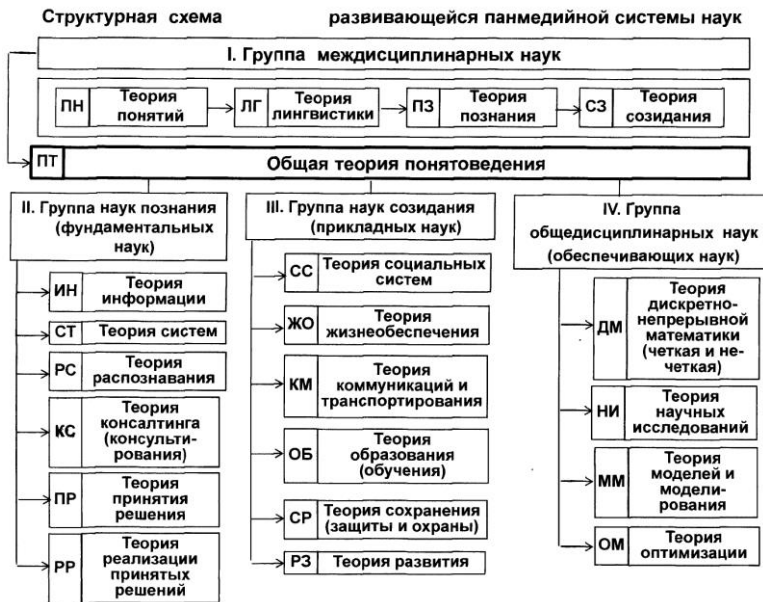 Структурная схема развивающейся панмедийной системы наук
I. Группа междисциплинарных наук
ПН
Теория
понятий
ЛГ
Теория
лингвистики
ПЗ
Теория
познания
СЗ
Теория
созидания
ПТ
Общая теория понятоведения
II. Группа наук познания
(фундаментальных
наук)
ИН
Теория
информации
СТ
Теория систем
РС
Теория
распознавания
КС
Теория
консалтинга
(консульти-
рования)
ПР
Теория
принятия
решения
РР
Теория
реализации
принятых
решений
III. Группа наук созидания
(прикладных наук)
СС
Теория социальных
систем
ЖО
Теория
жизнеобеспечения
КМ
Теория
коммуникаций и
транспортирования
ОБ
Теория
образования
(обучения)
СР
Теория сохранения
(защиты и охраны)
РЗ
Теория развития
IV. Группа
общедисциплинарных наук
(обеспечивающих наук)
ДМ
Теория
дискретно-
непрерывной
математики
(четкая и не-
четкая)
НИ
Теория
научных
исследований
ММ
Теория
моделей и
модели-
рования
ОМ
Теория
оптимизации